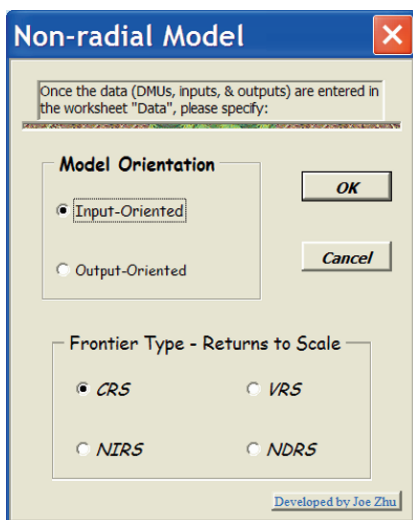 Non-radial Model
Once the data (DMUs, inputs, & outputs) are entered in
the worksheet "Data", please specify:
Model Orientation
Input-Oriented
Output-Oriented
OK
Cancel
Frontier Type - Returns to Scale
CRS
VRS
NIRS
NDRS
Developed by Joe Zhu